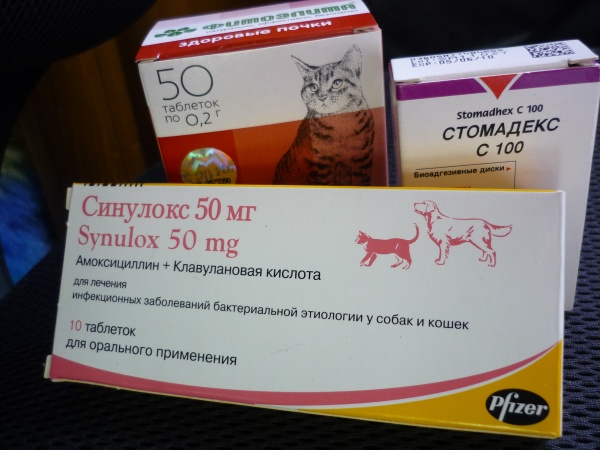 Фитоэлита
здоровые почки
50
таблеток
по 0,2 г
Stomadhex C 100
СТОМАДЕКС
C 100
Биоадгезивные диски
Синулокс 50 мг
Synulox 50 mg
Амоксициллин + Клавулановая кислота
для лечения
инфекционных заболеваний бактериальной этиологии у собак и кошек
10 таблеток
для орального применения
Pfizer